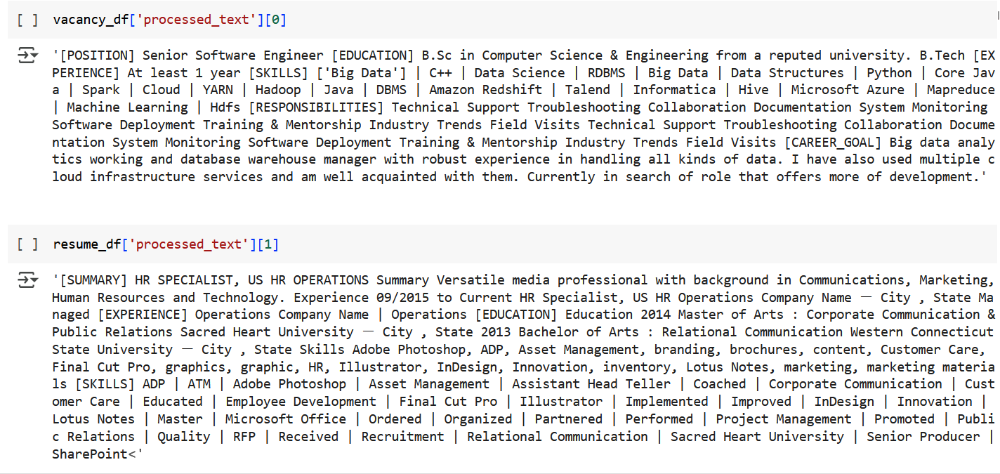 [ ] vacancy_df['processed_text'][0]
'[POSITION] Senior Software Engineer [EDUCATION] B.Sc in Computer Science & Engineering from a reputed university. B.Tech [EX
PERIENCE] At least 1 year [SKILLS] ['Big Data'] | C++ | Data Science | RDBMS | Big Data | Data Structures | Python | Core Jav
a | Spark | Cloud | YARN | Hadoop | Java | DBMS | Amazon Redshift | Talend | Informatica | Hive | Microsoft Azure | Mapreduce
| Machine Learning | Hdfs [RESPONSIBILITIES] Technical Support Troubleshooting Collaboration Documentation System Monitoring
Software Deployment Training & Mentorship Industry Trends Field Visits Technical Support Troubleshooting Collaboration Docume
ntation System Monitoring Software Deployment Training & Mentorship Industry Trends Field Visits [CAREER_GOAL] Big data analy
tics working and database warehouse manager with robust experience in handling all kinds of data. I have also used multiple c
loud infrastructure services and am well acquainted with them. Currently in search of role that offers more of development.'
[ ] resume_df['processed_text'][1]
'[SUMMARY] HR SPECIALIST, US HR OPERATIONS Summary Versatile media professional with background in Communications, Marketing,
Human Resources and Technology. Experience 09/2015 to Current HR Specialist, US HR Operations Company Name — City , State Ma
naged [EXPERIENCE] Operations Company Name | Operations [EDUCATION] Education 2014 Master of Arts : Corporate Communication &
Public Relations Sacred Heart University — City , State 2013 Bachelor of Arts : Relational Communication Western Connecticut
State University — City , State Skills Adobe Photoshop, ADP, Asset Management, branding, brochures, content, Customer Care,
Final Cut Pro, graphics, graphic, HR, Illustrator, InDesign, Innovation, inventory, Lotus Notes, marketing, marketing materia
ls [SKILLS] ADP | ATM | Adobe Photoshop | Asset Management | Assistant Head Teller | Coached | Corporate Communication | Cust
omer Care | Educated | Employee Development | Final Cut Pro | Illustrator | Implemented | Improved | InDesign | Innovation |
Lotus Notes | Master | Microsoft Office | Ordered | Organized | Partnered | Performed | Project Management | Promoted | Publi
c Relations | Quality | RFP | Received | Recruitment | Relational Communication | Sacred Heart University | Senior Producer |
SharePoint<'